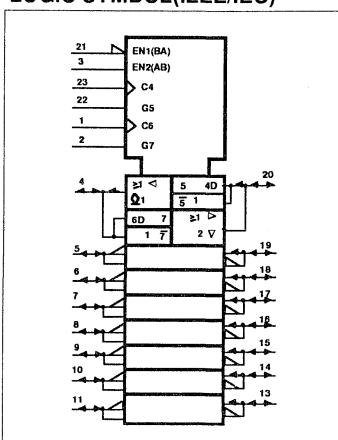 LOGIC SYMBOL(IEEE/IEC)
21 EN1(BA)
3 EN2(AB)
23 C4
22 G5
1 C6
2 G7
4 ≥1 ◁ 5 4D 20
1 5̅ 1
6D 7 ≥1 ▷
1 7̅ 2 ▽
5 19
6 18
7 17
8 16
9 15
10 14
11 13